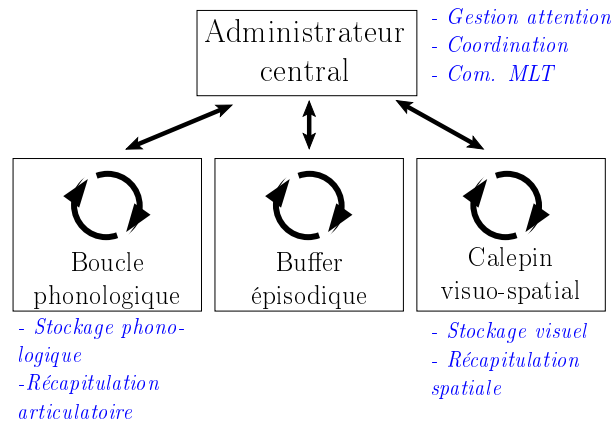 Administrateur
central
- Gestion attention
- Coordination
- Com. MLT
Boucle
phonologique
Buffer
épisodique
Calepin
visuo-spatial
- Stockage phono-
logique
-Récapitulation
articulatoire
- Stockage visuel
- Récapitulation
spatiale